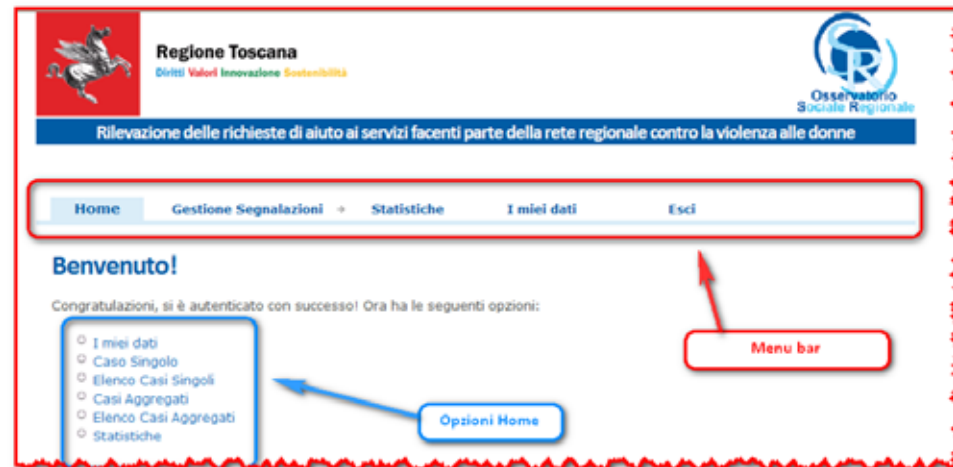 Regione Toscana
Diritti Valori Innovazione Sostenibilità
Osservatorio
Sociale Regionale
Rilevazione delle richieste di aiuto ai servizi facenti parte della rete regionale contro la violenza alle donne
Home Gestione Segnalazioni Statistiche I miei dati Esci
Benvenuto!
Congratulazioni, si è autenticato con successo! Ora ha le seguenti opzioni:
I miei dati
Caso Singolo
Elenco Casi Singoli
Casi Aggregati
Elenco Casi Aggregati
Statistiche
Menu bar
Opzioni Home